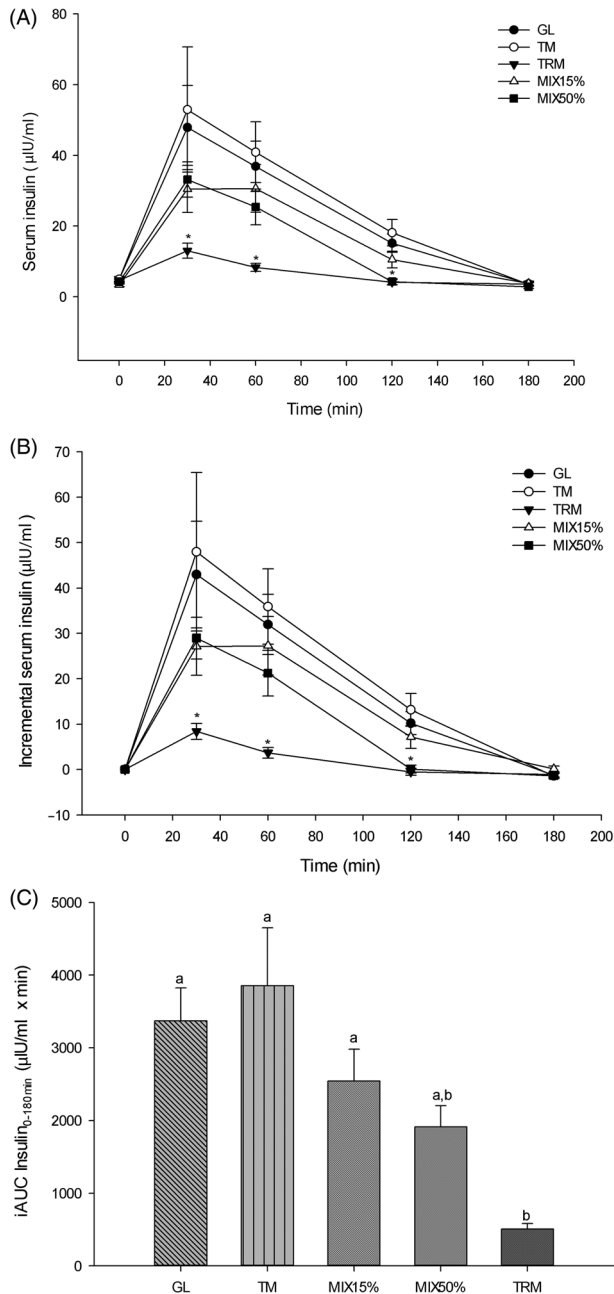 (A)
80
60
40
20
0
Serum insulin (µIU/ml)
GL
TM
TRM
MIX15%
MIX50%
*
*
*
0 20 40 60 80 100 120 140 160 180 200
Time (min)
(B)
70
60
50
40
30
20
10
0
−10
Incremental serum insulin (µIU/ml)
GL
TM
TRM
MIX15%
MIX50%
*
*
*
0 20 40 60 80 100 120 140 160 180 200
Time (min)
(C)
5000
4000
3000
2000
1000
0
iAUC Insulin0-180min (µIU/ml x min)
a
a
a
a,b
b
GL TM MIX15% MIX50% TRM